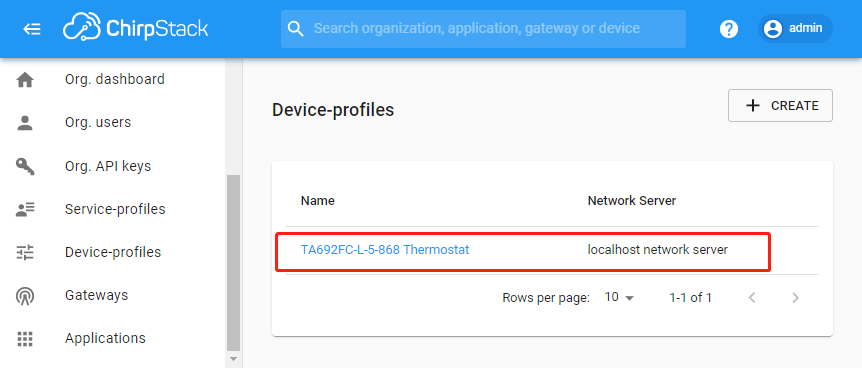 ChirpStack
Search organization, application, gateway or device
?
admin
Org. dashboard
Org. users
Org. API keys
Service-profiles
Device-profiles
Gateways
Applications
Device-profiles
+ CREATE
Name Network Server
TA692FC-L-5-868 Thermostat localhost network server
Rows per page: 10 1-1 of 1